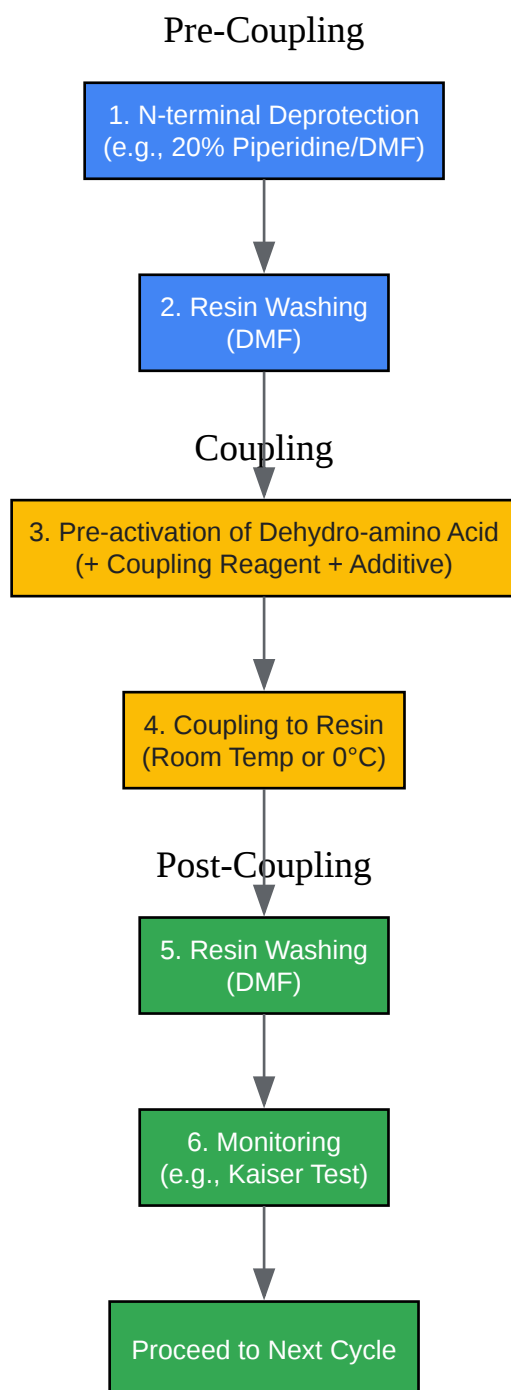 Pre-Coupling
1. N-terminal Deprotection
(e.g., 20% Piperidine/DMF)
2. Resin Washing
(DMF)
Coupling
3. Pre-activation of Dehydro-amino Acid
(+ Coupling Reagent + Additive)
4. Coupling to Resin
(Room Temp or 0°C)
Post-Coupling
5. Resin Washing
(DMF)
6. Monitoring
(e.g., Kaiser Test)
Proceed to Next Cycle